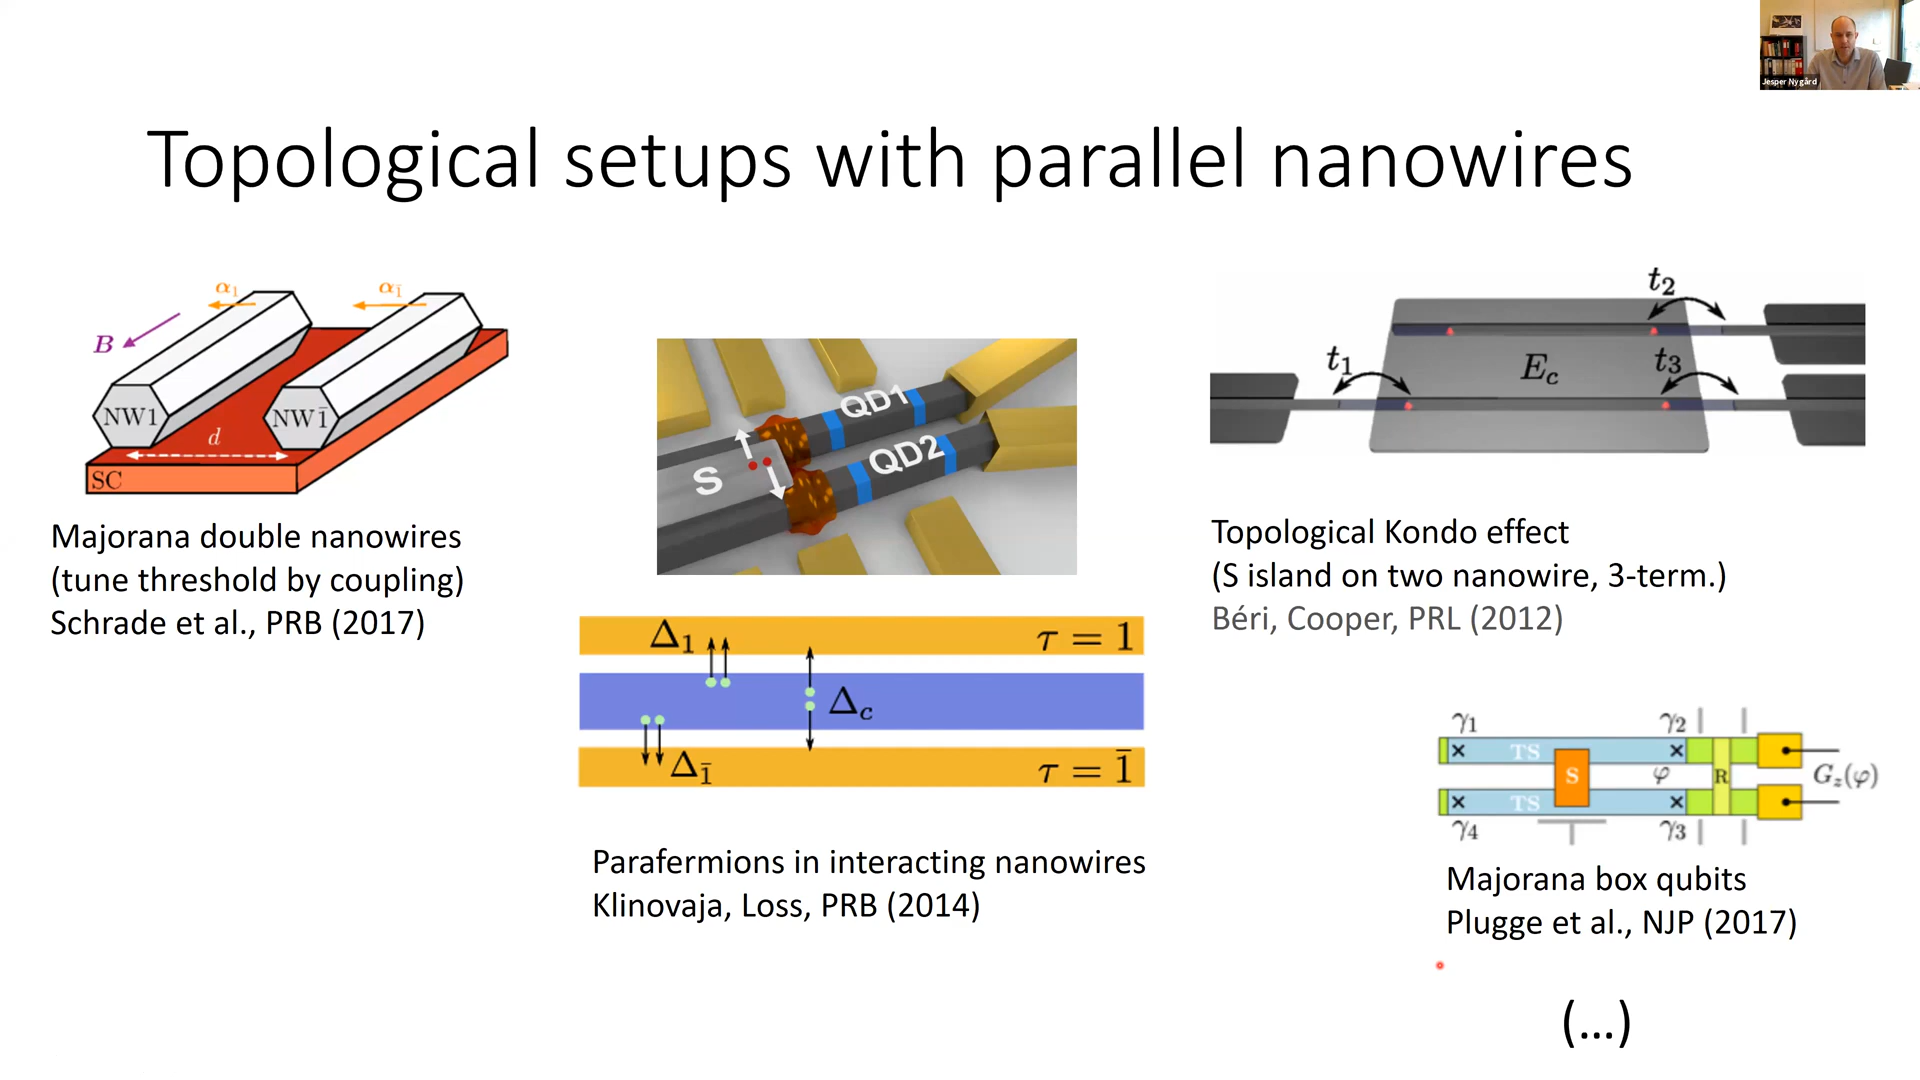 Jesper Nygård
Topological setups with parallel nanowires
α₁
α₁̄
B
NW1
NW1̄
d
SC
Majorana double nanowires
(tune threshold by coupling)
Schrade et al., PRB (2017)
QD1
QD2
S
Δ₁
τ = 1
Δc
Δ₁̄
τ = 1̄
Parafermions in interacting nanowires
Klinovaja, Loss, PRB (2014)
t₂
t₁
Ec
t₃
Topological Kondo effect
(S island on two nanowire, 3-term.)
Béri, Cooper, PRL (2012)
γ₁
γ₂
TS
S
φ
R
Gz(φ)
TS
γ₄
γ₃
Majorana box qubits
Plugge et al., NJP (2017)
(...)